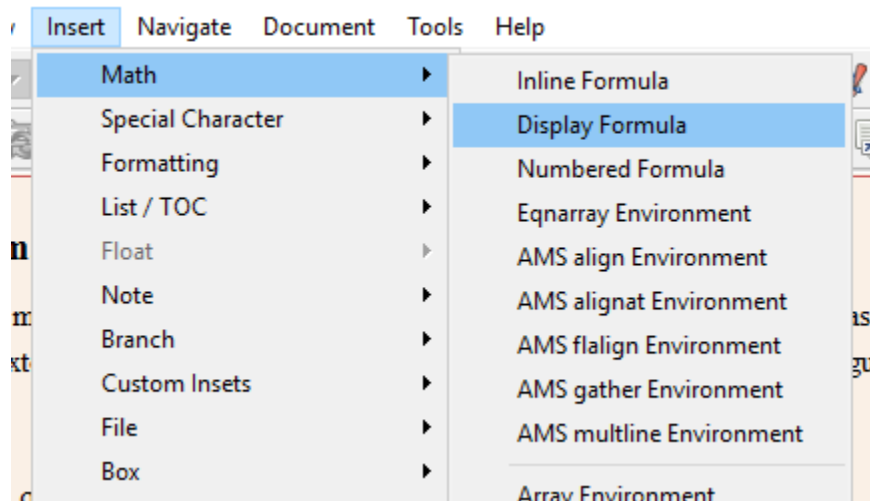 Insert Navigate Document Tools Help
Math
Special Character
Formatting
List / TOC
Float
Note
Branch
Custom Insets
File
Box
Inline Formula
Display Formula
Numbered Formula
Eqnarray Environment
AMS align Environment
AMS alignat Environment
AMS flalign Environment
AMS gather Environment
AMS multline Environment
Array Environment